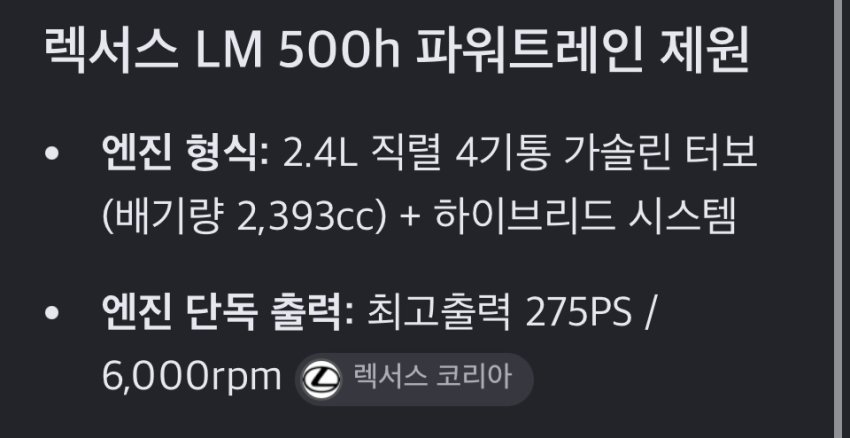 렉서스 LM 500h 파워트레인 제원
• 엔진 형식: 2.4L 직렬 4기통 가솔린 터보
(배기량 2,393cc) + 하이브리드 시스템
• 엔진 단독 출력: 최고출력 275PS /
6,000rpm 렉서스 코리아